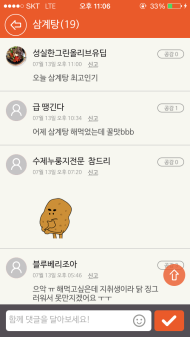 SKT LTE 오후 11:06 53%
삼계탕(19)
성실한그린올리브유딥 공감 0
07월 13일 오후 11:00 신고
오늘 삼계탕 최고인기
급 땡긴다 공감 1
07월 13일 오후 10:34 신고
어제 삼계탕 해먹었는데 꿀맛bbb
수제누룽지전문 참드리 공감 0
07월 13일 오후 07:20 신고
블루베리조아
07월 13일 오후 05:46 신고
으악 ㅠ 해먹고싶은데 지취생이라 닭 징그
러워서 못만지겠어요 ㅠㅠ
함께 댓글을 달아보세요!